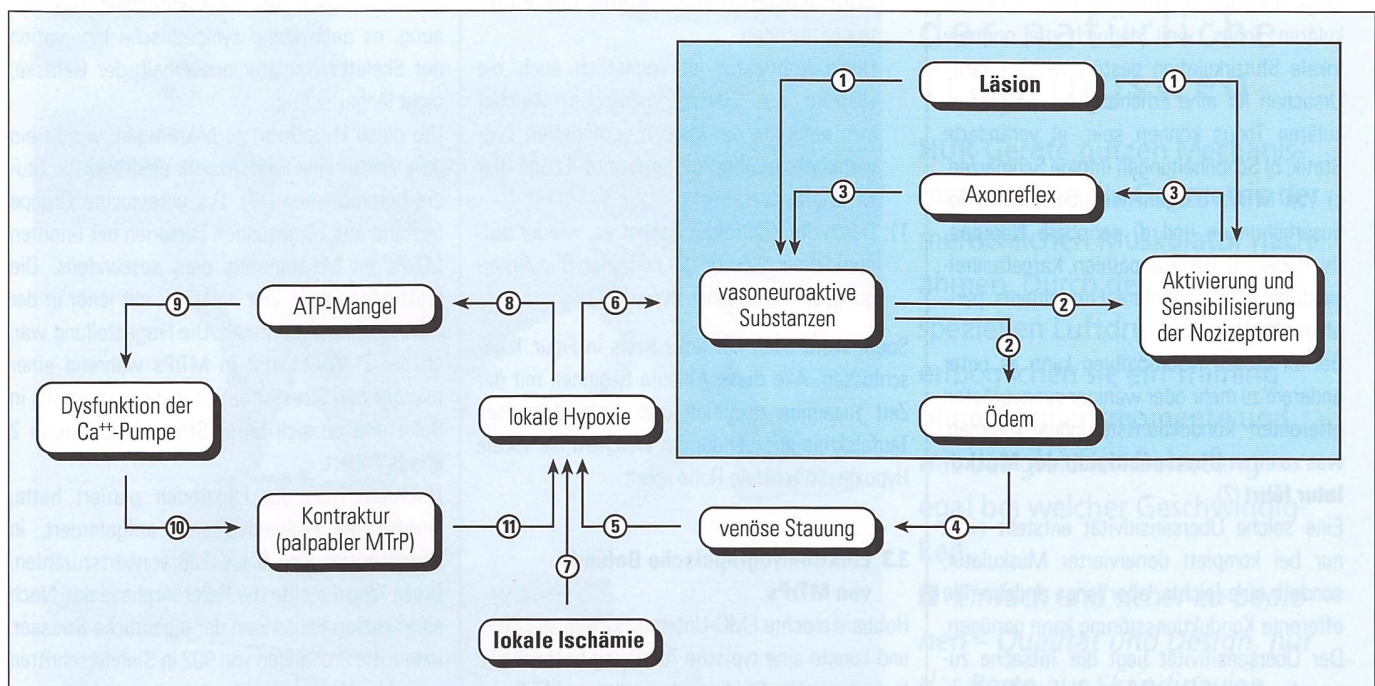 ① Läsion ①
③ Axonreflex ③
⑨ ATP-Mangel ⑧ ⑥ vasoneuroaktive
Substanzen ② Aktivierung und
Sensibilisierung
der Nozizeptoren
②
Dysfunktion der
Ca⁺⁺-Pumpe
lokale Hypoxie
Ödem
⑩ Kontraktur
(palpabler MTrP) ⑪ ⑤ venöse Stauung ④
⑦
lokale Ischämie